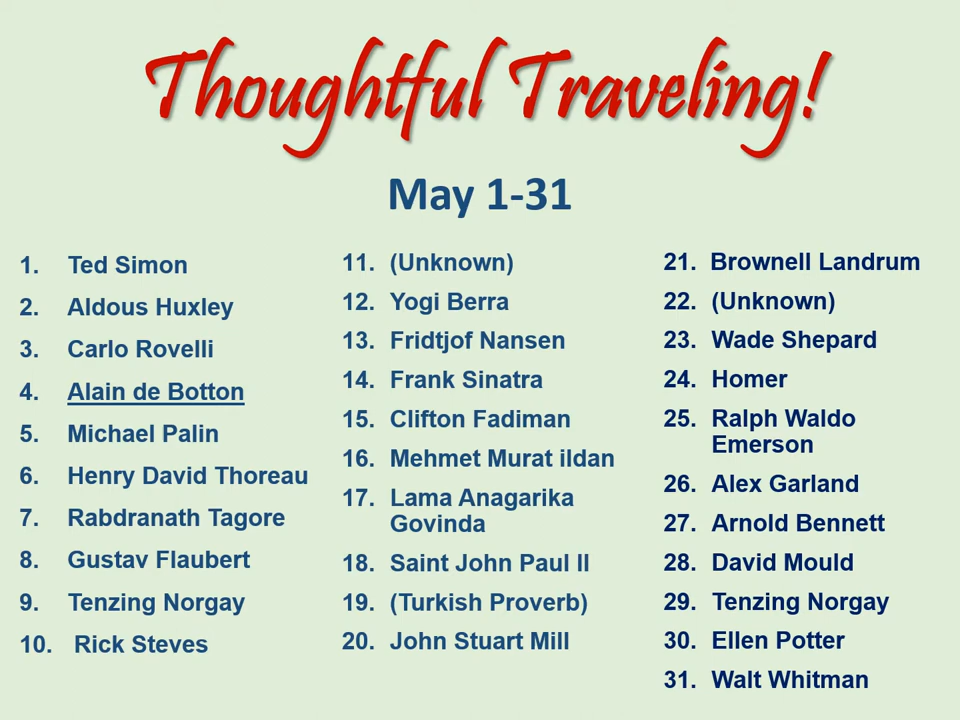 Thoughtful Traveling!
May 1-31
1. Ted Simon
2. Aldous Huxley
3. Carlo Rovelli
4. Alain de Botton
5. Michael Palin
6. Henry David Thoreau
7. Rabdranath Tagore
8. Gustav Flaubert
9. Tenzing Norgay
10. Rick Steves
11. (Unknown)
12. Yogi Berra
13. Fridtjof Nansen
14. Frank Sinatra
15. Clifton Fadiman
16. Mehmet Murat ildan
17. Lama Anagarika
Govinda
18. Saint John Paul II
19. (Turkish Proverb)
20. John Stuart Mill
21. Brownell Landrum
22. (Unknown)
23. Wade Shepard
24. Homer
25. Ralph Waldo
Emerson
26. Alex Garland
27. Arnold Bennett
28. David Mould
29. Tenzing Norgay
30. Ellen Potter
31. Walt Whitman